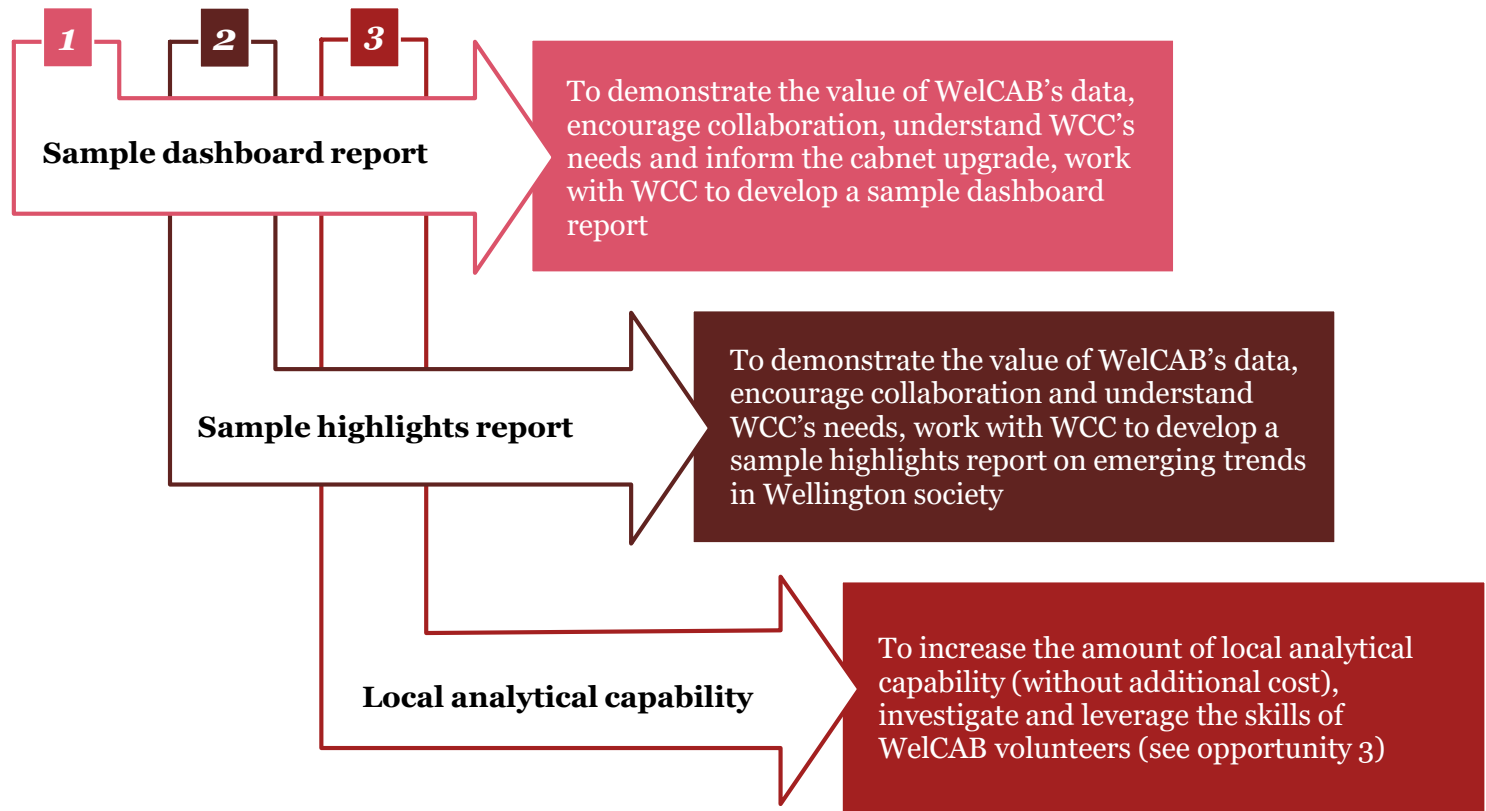 1
2
3
Sample dashboard report
To demonstrate the value of WelCAB’s data,
encourage collaboration, understand WCC’s
needs and inform the cabnet upgrade, work
with WCC to develop a sample dashboard
report
Sample highlights report
To demonstrate the value of WelCAB’s data,
encourage collaboration and understand
WCC’s needs, work with WCC to develop a
sample highlights report on emerging trends
in Wellington society
Local analytical capability
To increase the amount of local analytical
capability (without additional cost),
investigate and leverage the skills of
WelCAB volunteers (see opportunity 3)